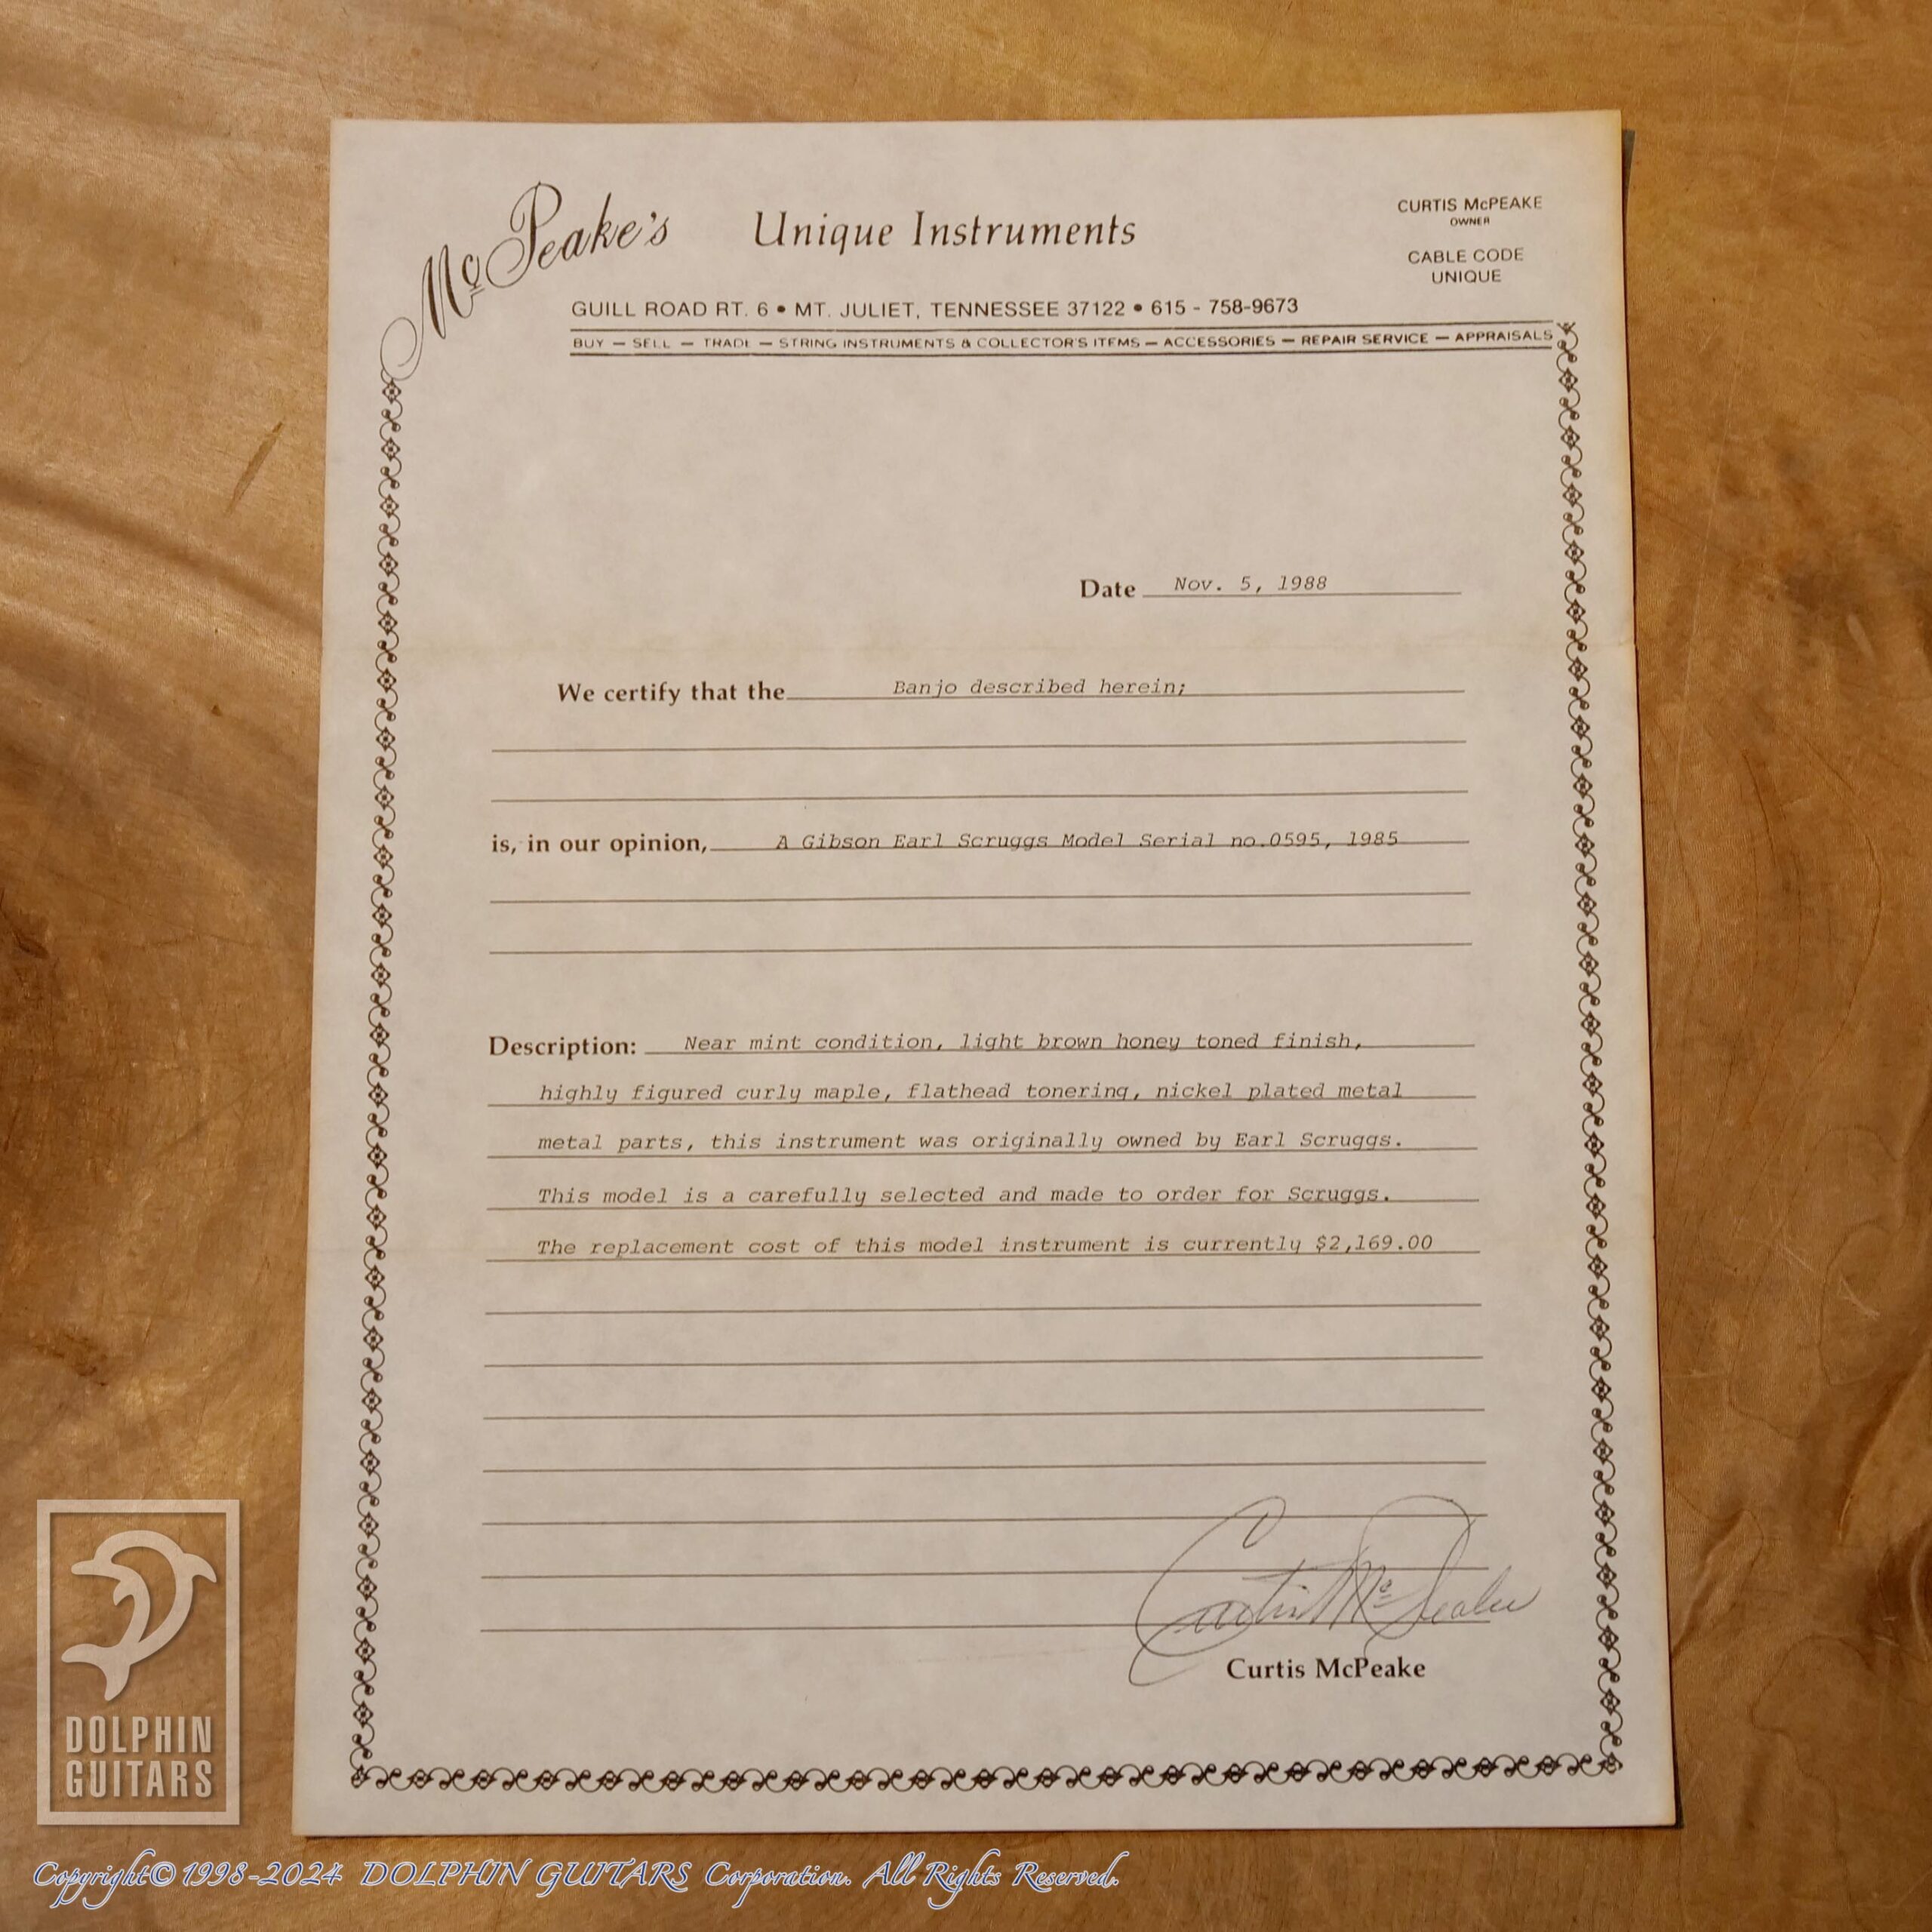 McPeake's Unique Instruments
CURTIS McPEAKE
OWNER
CABLE CODE
UNIQUE
GUILL ROAD RT. 6 • MT. JULIET, TENNESSEE 37122 • 615 - 758-9673
BUY — SELL — TRADE — STRING INSTRUMENTS & COLLECTOR'S ITEMS — ACCESSORIES — REPAIR SERVICE — APPRAISALS
Date Nov. 5, 1988
We certify that the Banjo described herein;
is, in our opinion, A Gibson Earl Scruggs Model Serial no.0595, 1985
Description: Near mint condition, light brown honey toned finish,
highly figured curly maple, flathead tonering, nickel plated metal
metal parts, this instrument was originally owned by Earl Scruggs.
This model is a carefully selected and made to order for Scruggs.
The replacement cost of this model instrument is currently $2,169.00
Curtis McPeake
Curtis McPeake
DOLPHIN
GUITARS
Copyright© 1998-2024 DOLPHIN GUITARS Corporation. All Rights Reserved.